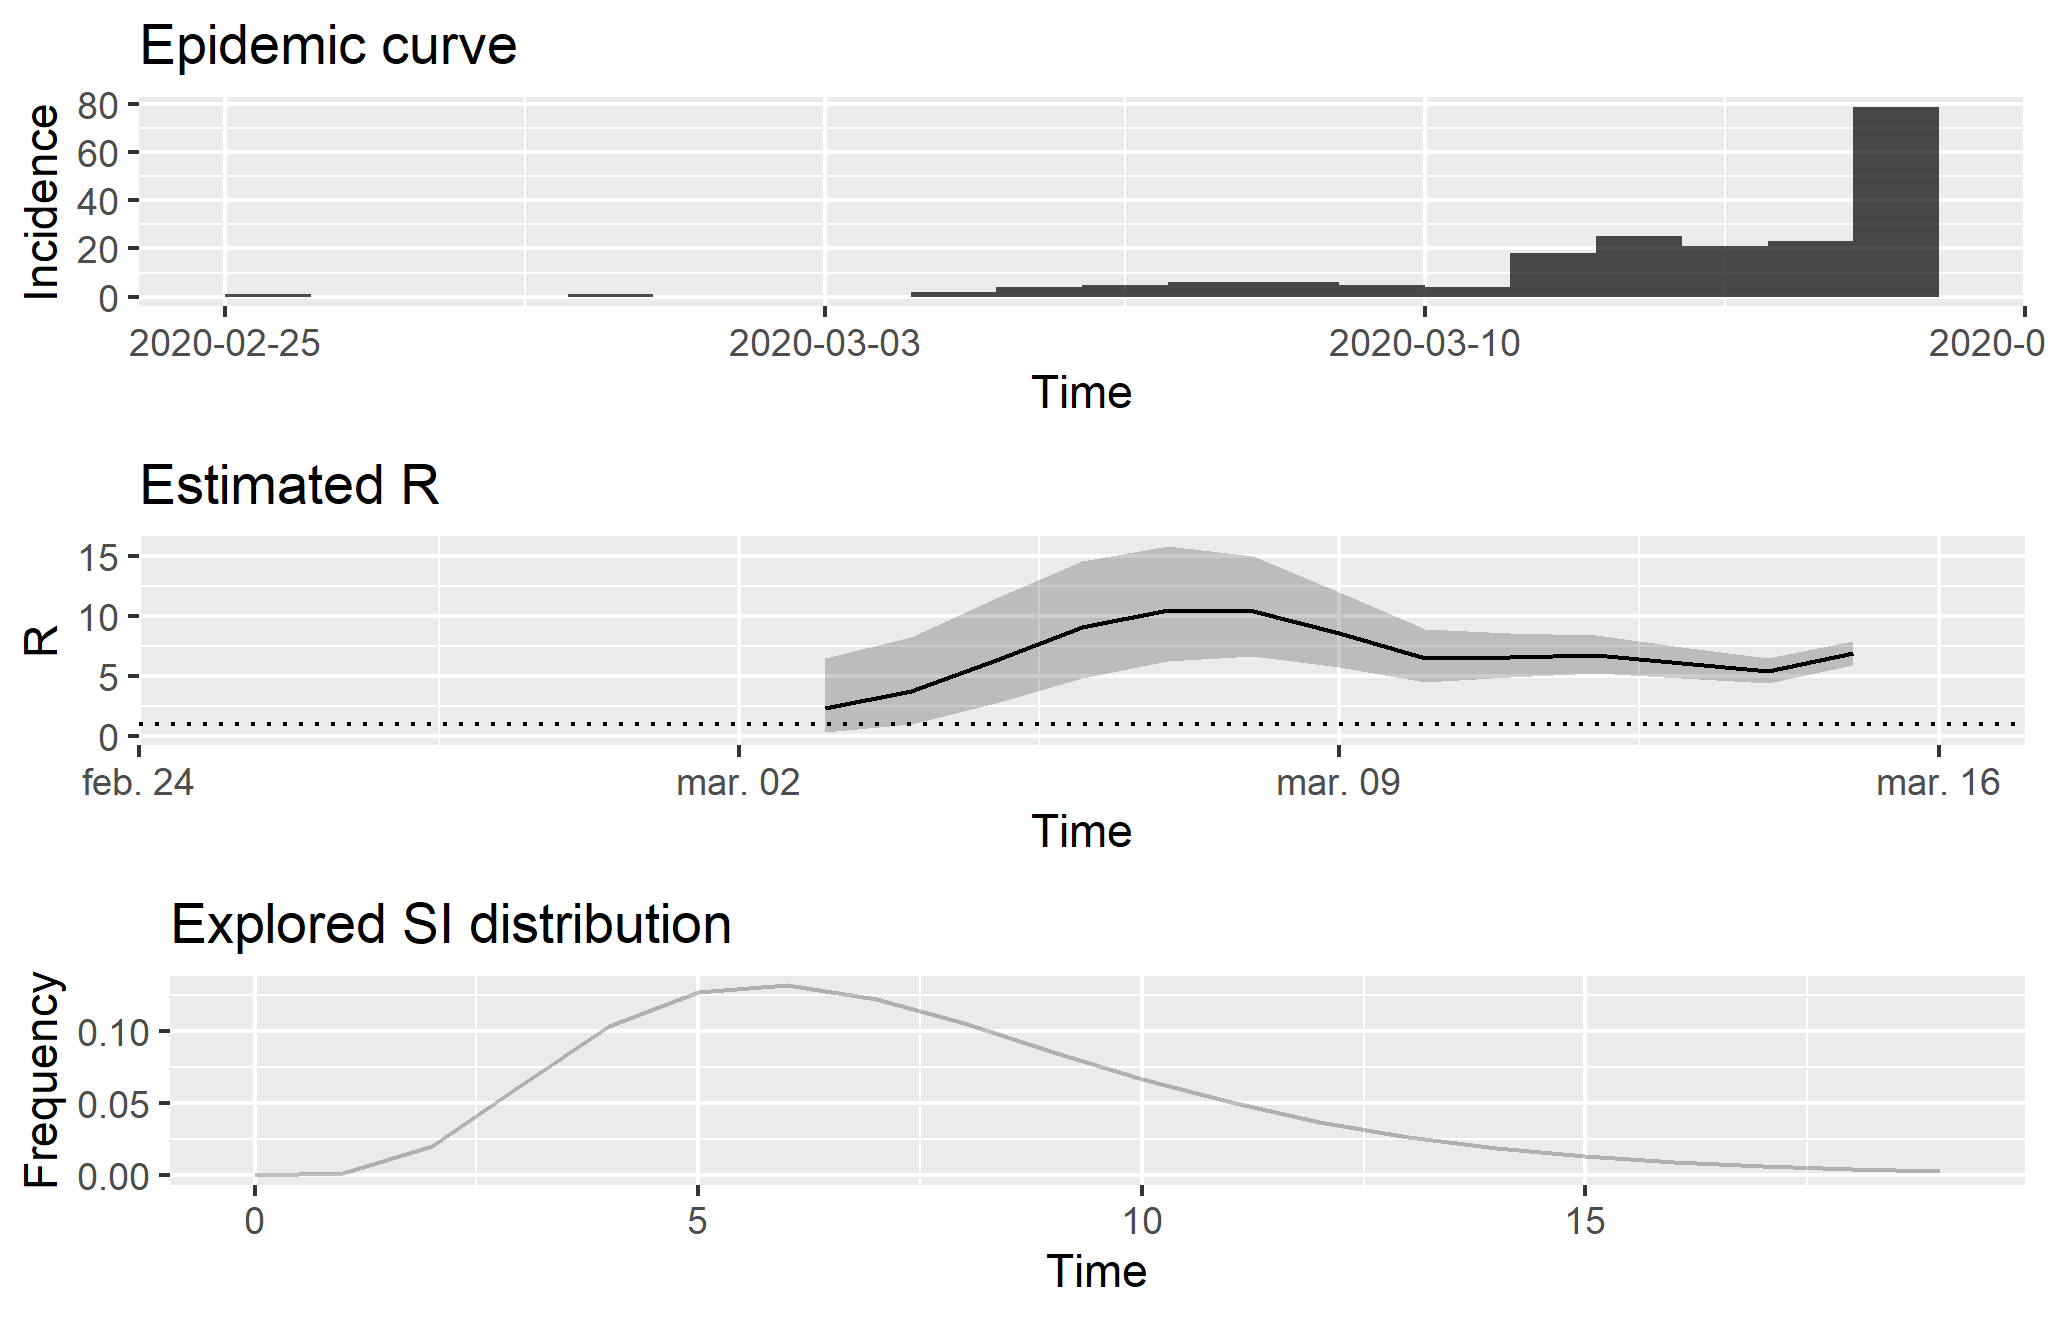 Epidemic curve
Incidence
80
60
40
20
0
2020-02-25 2020-03-03 2020-03-10 2020-0
Time
Estimated R
R
15
10
5
0
feb. 24 mar. 02 mar. 09 mar. 16
Time
Explored SI distribution
Frequency
0.10
0.05
0.00
0 5 10 15
Time